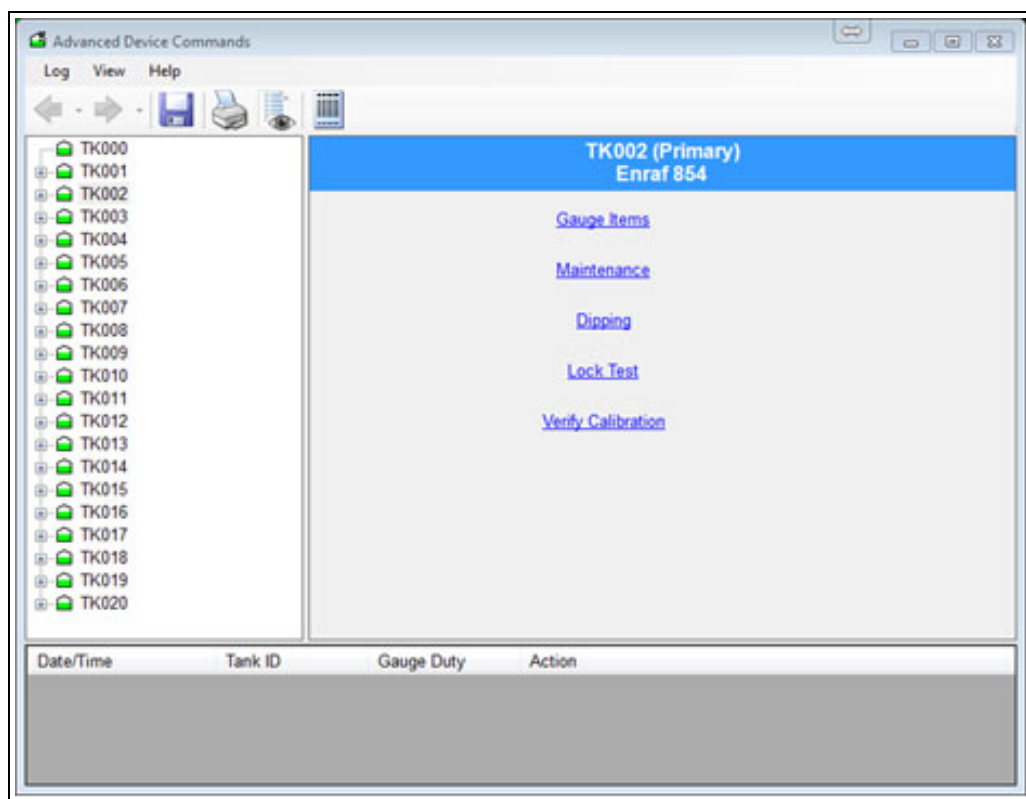 Advanced Device Commands
Log View Help
TK000
TK001
TK002
TK003
TK004
TK005
TK006
TK007
TK008
TK009
TK010
TK011
TK012
TK013
TK014
TK015
TK016
TK017
TK018
TK019
TK020
TK002 (Primary)
Enraf 854
Gauge Items
Maintenance
Dipping
Lock Test
Verify Calibration
Date/Time Tank ID Gauge Duty Action